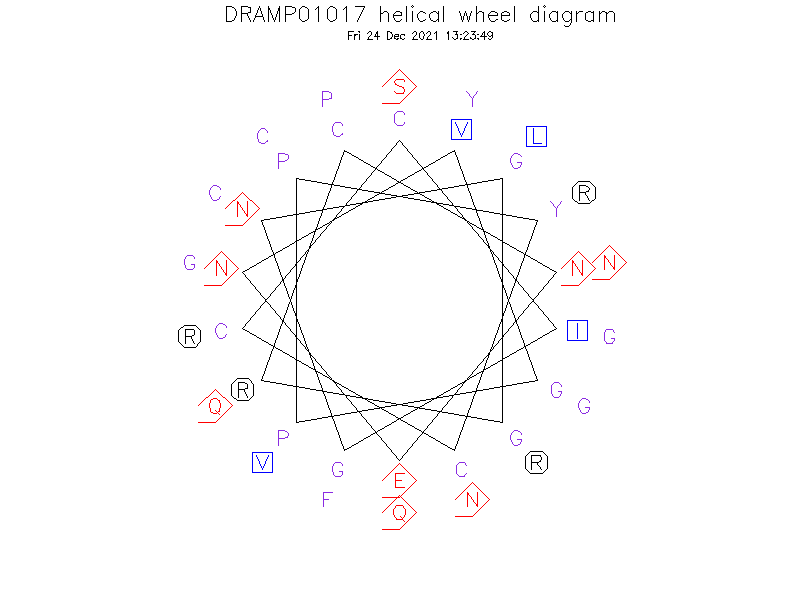 DRAMP01017 helical wheel diagram
Fri 24 Dec 2021 13:23:49
S
P Y
C
C V
C L
P G
C R
N Y
G N N N
R C I G
R G
Q G
P G
V R
G C
E
F N
Q